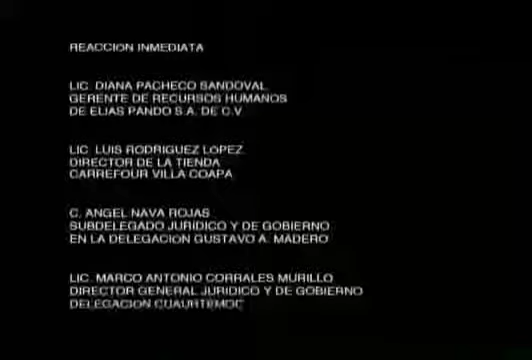 REACCION INMEDIATA
LIC. DIANA PACHECO SANDOVAL
GERENTE DE RECURSOS HUMANOS
DE ELIAS PANDO S.A. DE C.V
LIC. LUIS RODRIGUEZ LOPEZ
DIRECTOR DE LA TIENDA
CARREFOUR VILLA COAPA
C. ANGEL NAVA ROJAS
SUBDELEGADO JURÍDICO Y DE GOBIERNO
EN LA DELEGACION GUSTAVO A. MADERO
LIC. MARCO ANTONIO CORRALES MURILLO
DIRECTOR GENERAL JURIDICO Y DE GOBIERNO
DELEGACION CUAUHTEMOC